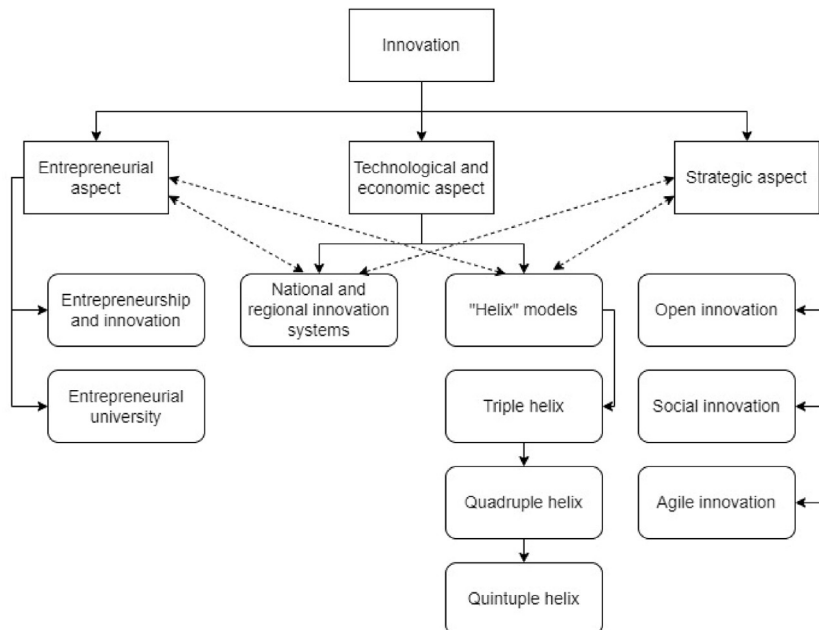 Innovation
Entrepreneurial
aspect
Technological and
economic aspect
Strategic aspect
Entrepreneurship
and innovation
National and
regional innovation
systems
"Helix" models
Open innovation
Entrepreneurial
university
Triple helix
Social innovation
Quadruple helix
Agile innovation
Quintuple helix